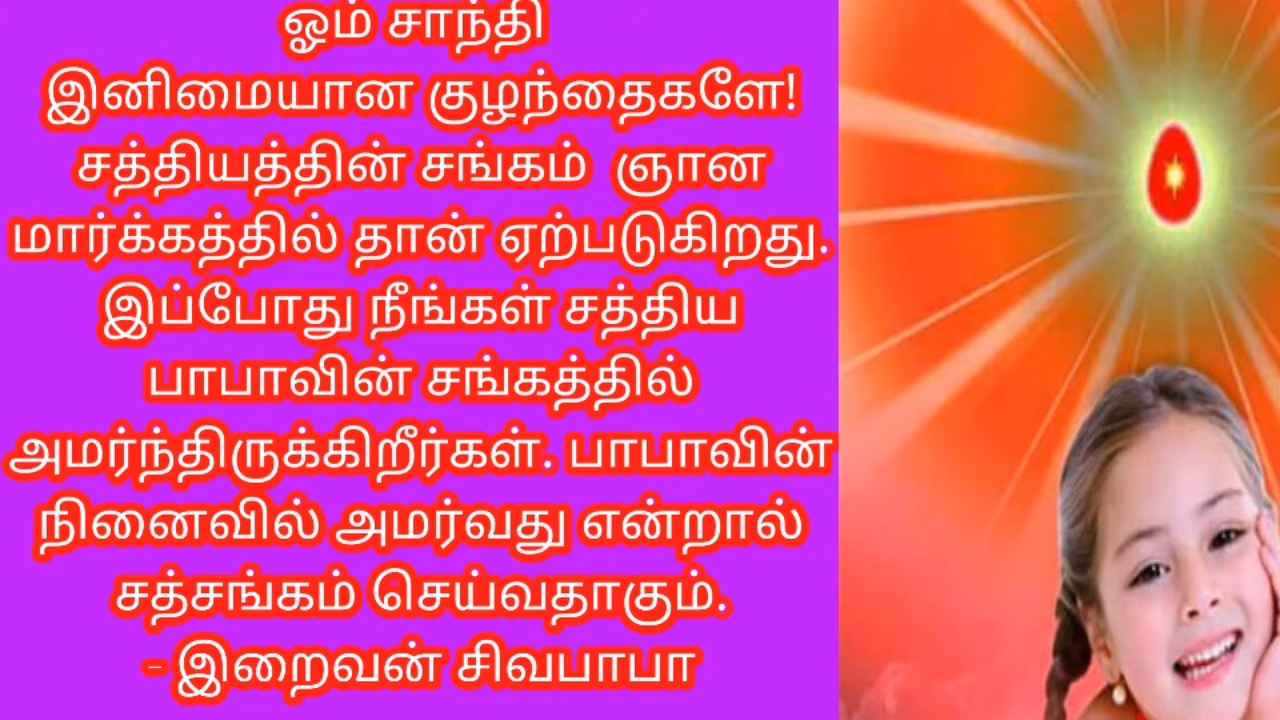 ஓம் சாந்தி
இனிமையான குழந்தைகளே!
சத்தியத்தின் சங்கம் ஞான
மார்க்கத்தில் தான் ஏற்படுகிறது.
இப்போது நீங்கள் சத்திய
பாபாவின் சங்கத்தில்
அமர்ந்திருக்கிறீர்கள். பாபாவின்
நினைவில் அமர்வது என்றால்
சத்சங்கம் செய்வதாகும்.
- இறைவன் சிவபாபா